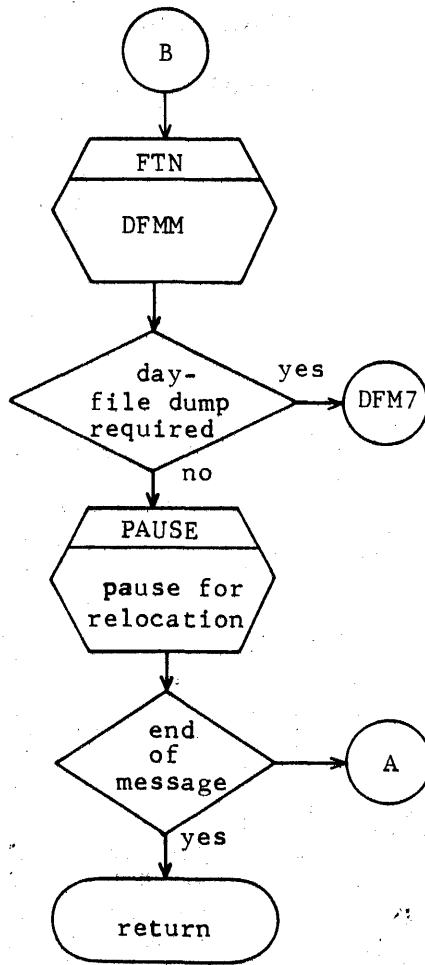 B
FTN
DFMM
day-
file dump
required
yes
DFM7
no
PAUSE
pause for
relocation
end
of
message
A
yes
return